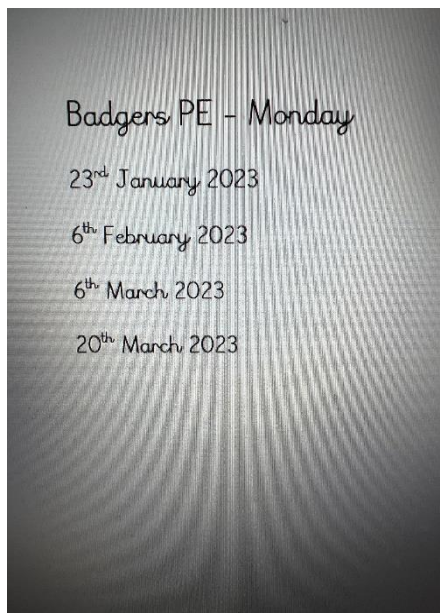 Badgers PE - Monday
23rd January 2023
6th February 2023
6th March 2023
20th March 2023